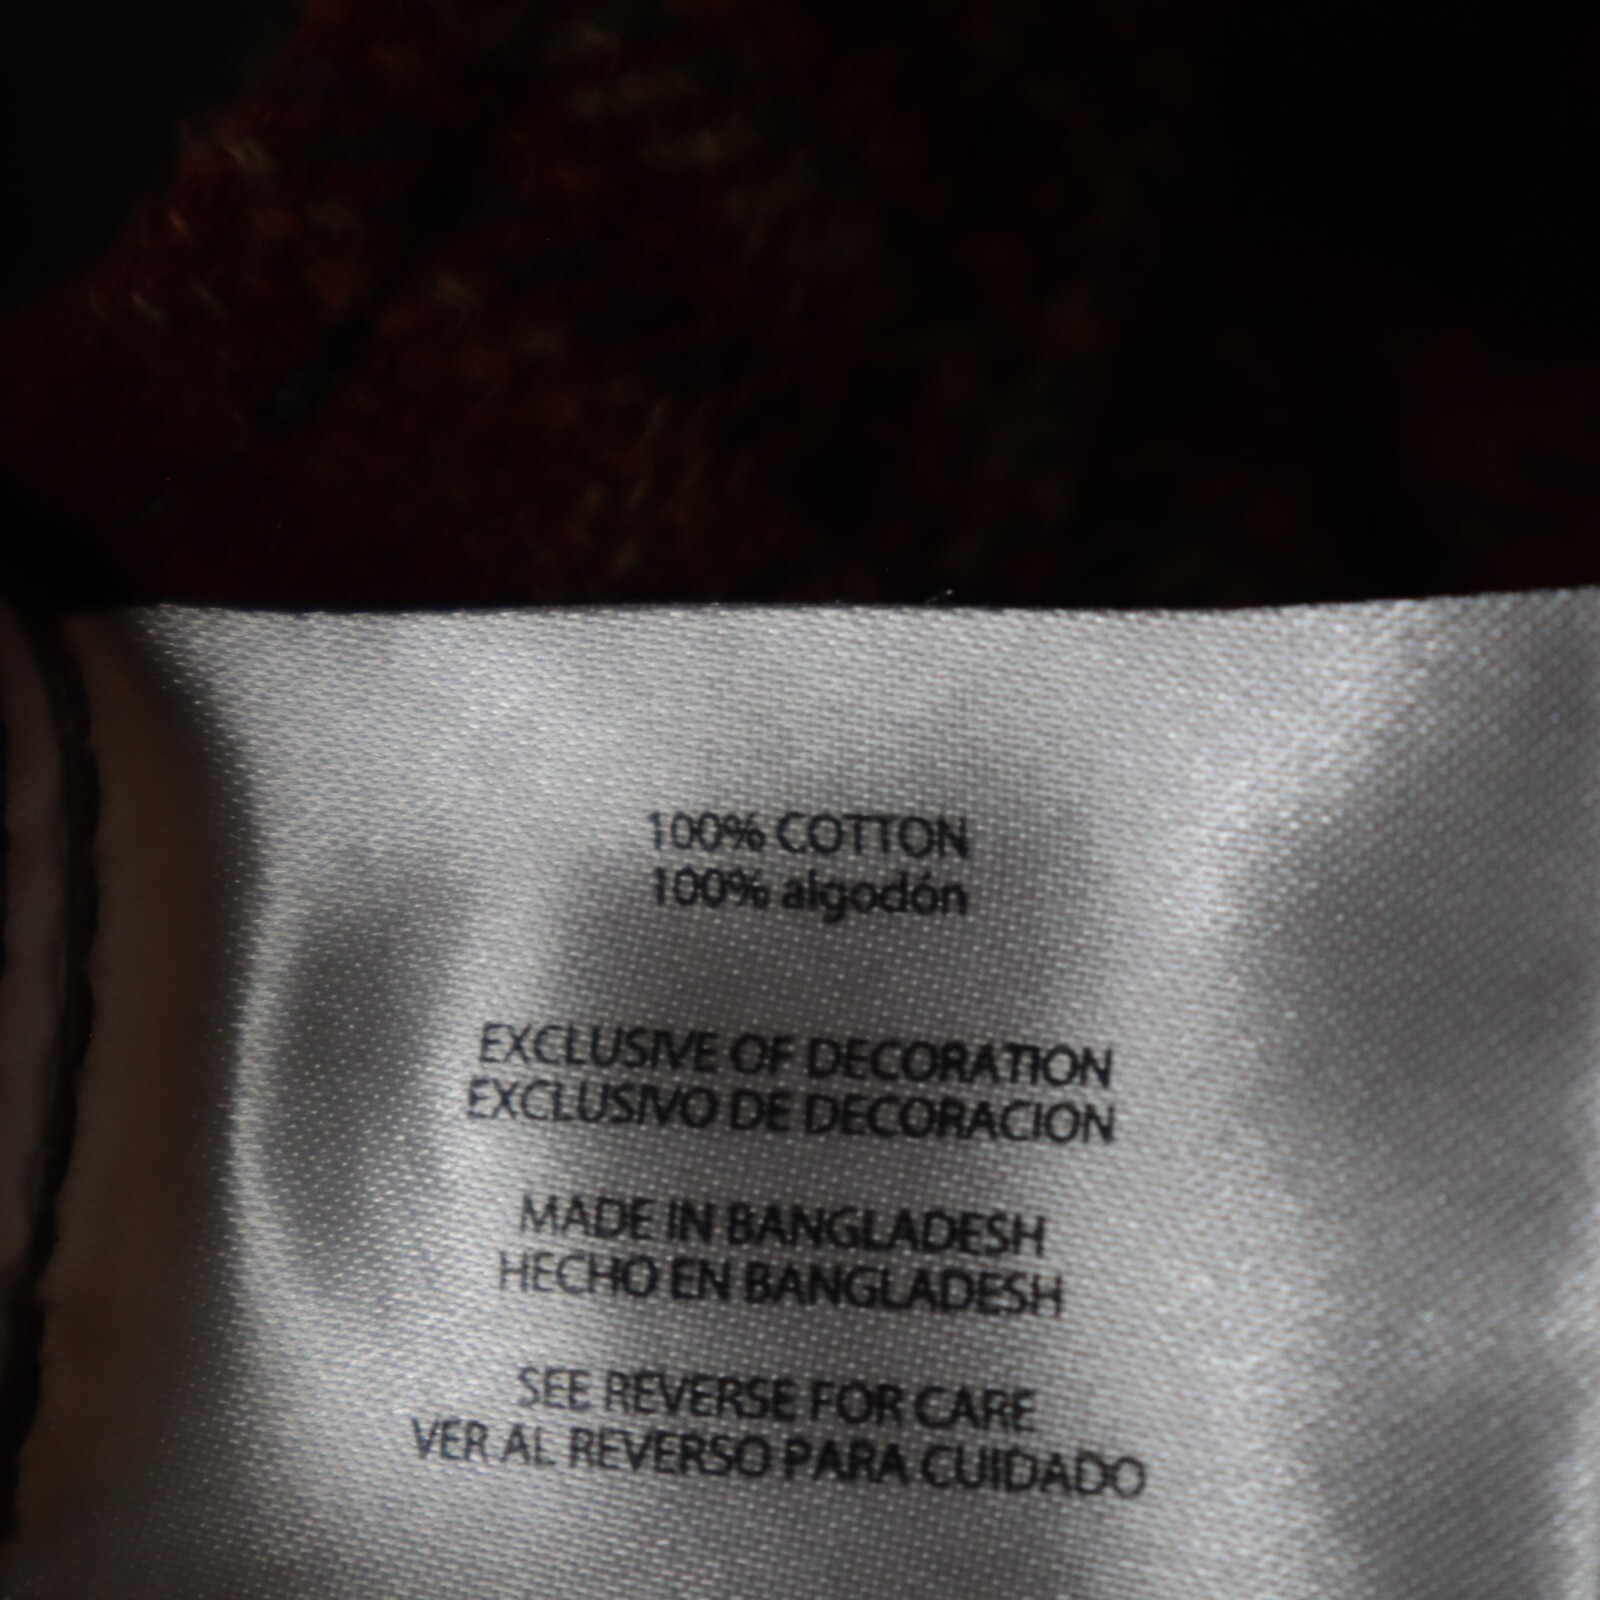 100% COTTON
100% algodón
EXCLUSIVE OF DECORATION
EXCLUSIVO DE DECORACION
MADE IN BANGLADESH
HECHO EN BANGLADESH
SEE REVERSE FOR CARE
VER AL REVERSO PARA CUIDADO